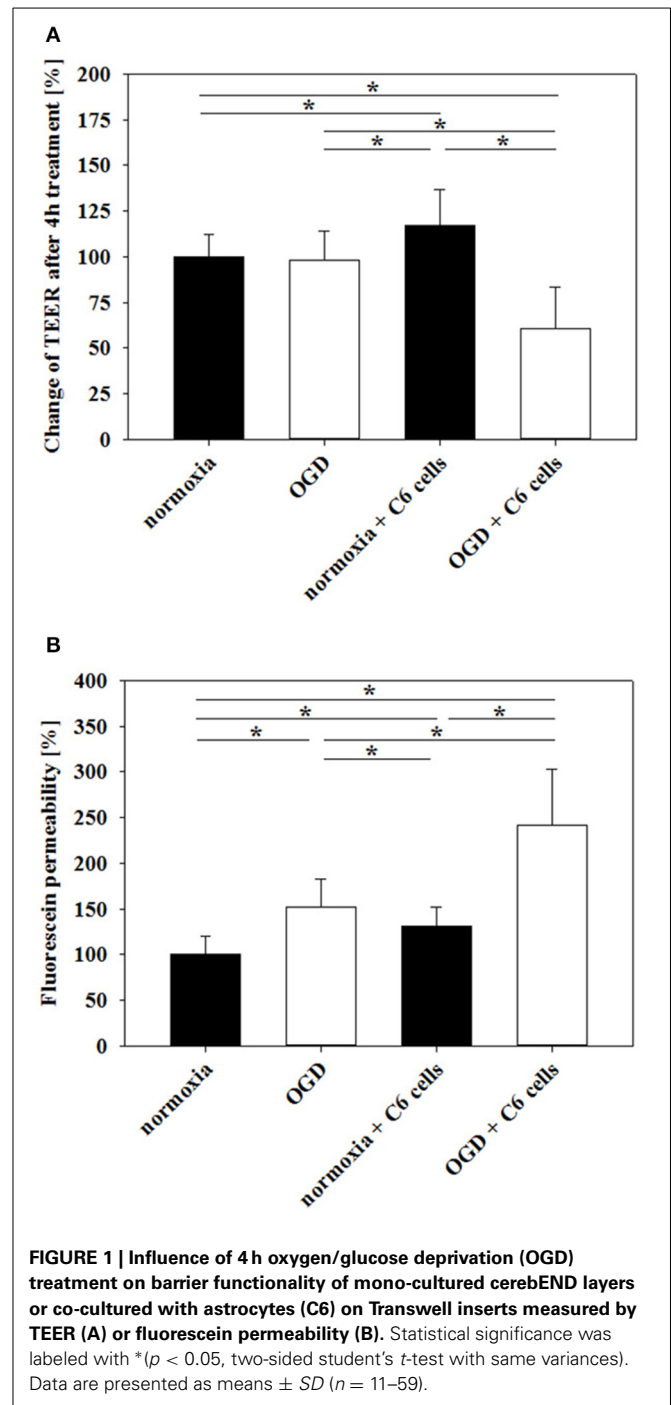 A
Change of TEER after 4h treatment [%]
200
175
150
125
100
75
50
25
0
*
*
*
*
*
normoxia
OGD
normoxia + C6 cells
OGD + C6 cells
B
Fluorescein permeability [%]
400
350
300
250
200
150
100
50
0
*
*
*
*
*
*
normoxia
OGD
normoxia + C6 cells
OGD + C6 cells
FIGURE 1 | Influence of 4 h oxygen/glucose deprivation (OGD)
treatment on barrier functionality of mono-cultured cerebEND layers
or co-cultured with astrocytes (C6) on Transwell inserts measured by
TEER (A) or fluorescein permeability (B). Statistical significance was
labeled with *(p < 0.05, two-sided student's t-test with same variances).
Data are presented as means ± SD (n = 11–59).